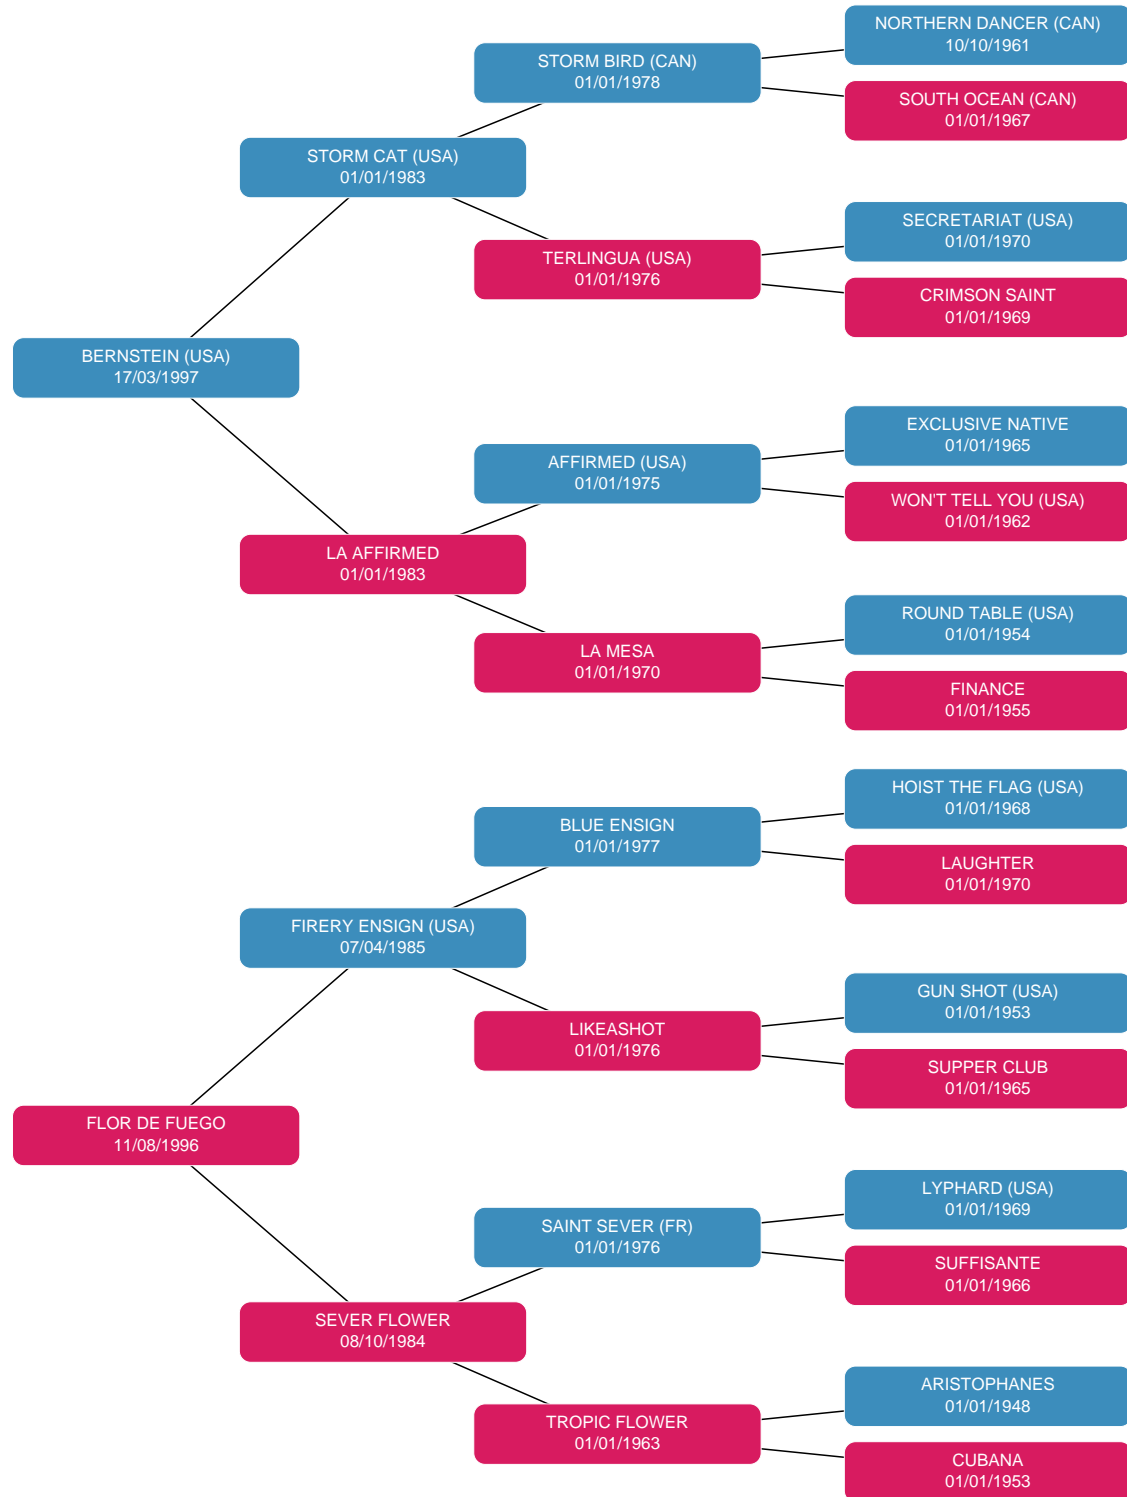 NORTHERN DANCER (CAN)
10/10/1961
STORM BIRD (CAN)
01/01/1978
SOUTH OCEAN (CAN)
01/01/1967
STORM CAT (USA)
01/01/1983
SECRETARIAT (USA)
01/01/1970
TERLINGUA (USA)
01/01/1976
CRIMSON SAINT
01/01/1969
BERNSTEIN (USA)
17/03/1997
EXCLUSIVE NATIVE
01/01/1965
AFFIRMED (USA)
01/01/1975
WON'T TELL YOU (USA)
01/01/1962
LA AFFIRMED
01/01/1983
ROUND TABLE (USA)
01/01/1954
LA MESA
01/01/1970
FINANCE
01/01/1955
HOIST THE FLAG (USA)
01/01/1968
BLUE ENSIGN
01/01/1977
LAUGHTER
01/01/1970
FIRERY ENSIGN (USA)
07/04/1985
GUN SHOT (USA)
01/01/1953
LIKEASHOT
01/01/1976
SUPPER CLUB
01/01/1965
FLOR DE FUEGO
11/08/1996
LYPHARD (USA)
01/01/1969
SAINT SEVER (FR)
01/01/1976
SUFFISANTE
01/01/1966
SEVER FLOWER
08/10/1984
ARISTOPHANES
01/01/1948
TROPIC FLOWER
01/01/1963
CUBANA
01/01/1953